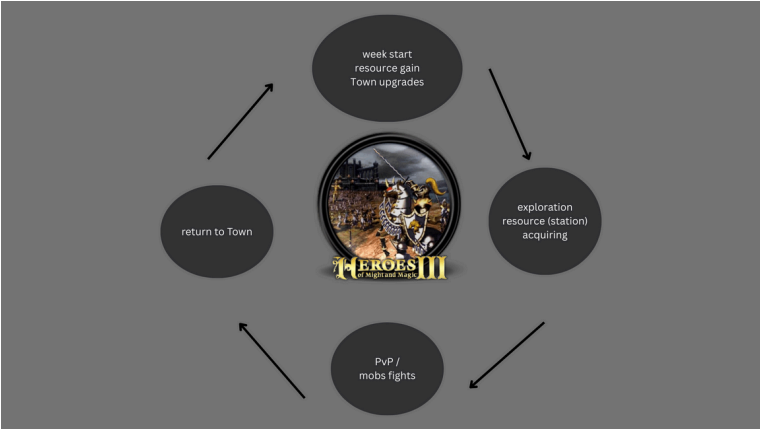 week start
resource gain
Town upgrades
exploration
resource (station)
acquiring
return to Town
HEROES III
of Might and Magic
PvP /
mobs fights